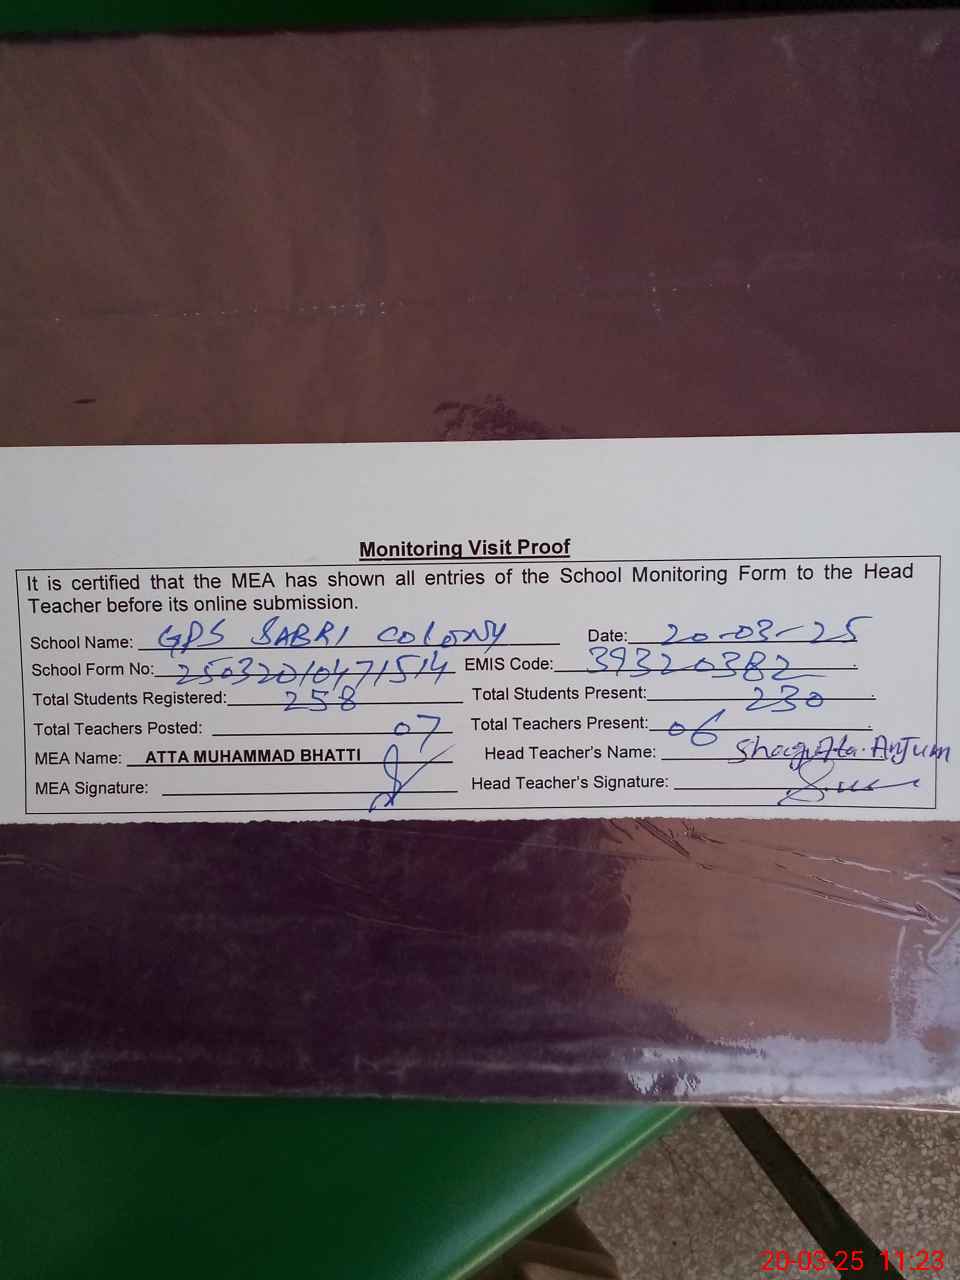 Monitoring Visit Proof
It is certified that the MEA has shown all entries of the School Monitoring Form to the Head
Teacher before its online submission.
School Name: GPS SABRI COLONY Date: 20-03-25
School Form No: 25032010471514 EMIS Code: 39320382
Total Students Registered: 258 Total Students Present: 230
Total Teachers Posted: 07 Total Teachers Present: 06
MEA Name: ATTA MUHAMMAD BHATTI Head Teacher's Name: Shagufta Anjum
MEA Signature: Head Teacher's Signature:
20-03-25 11:23